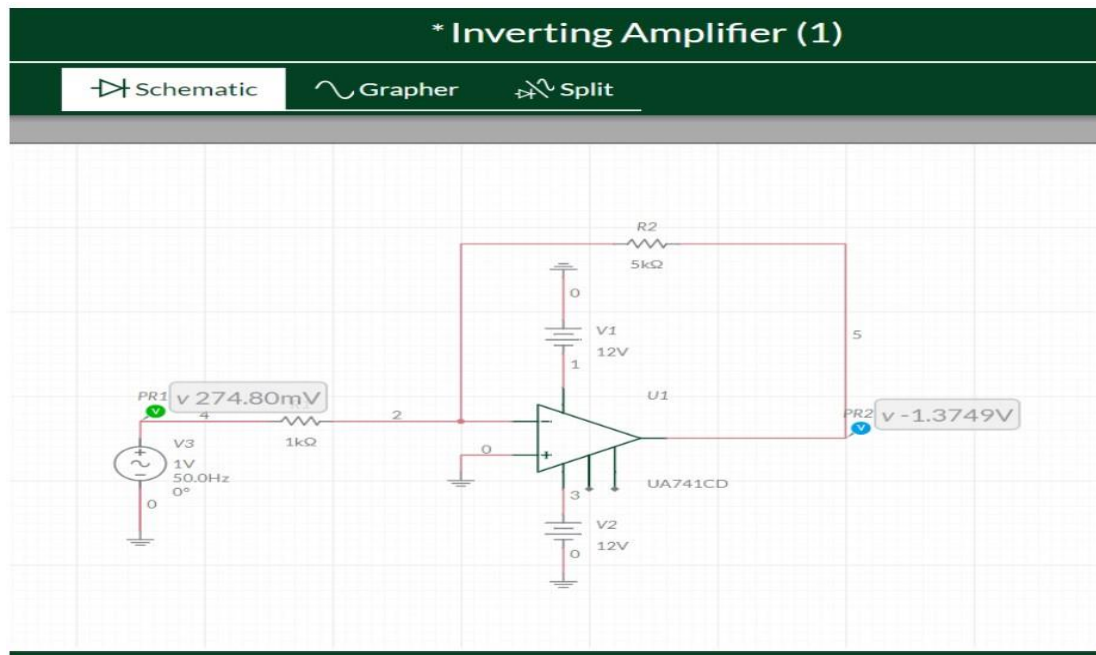 * Inverting Amplifier (1)
Schematic Grapher Split
R2
5kΩ
0
V1
12V
1
5
U1
PR1 v 274.80mV
4
1kΩ
2
PR2 v -1.3749V
V3
1V
50.0Hz
0°
0
0
UA741CD
3
V2
12V
0